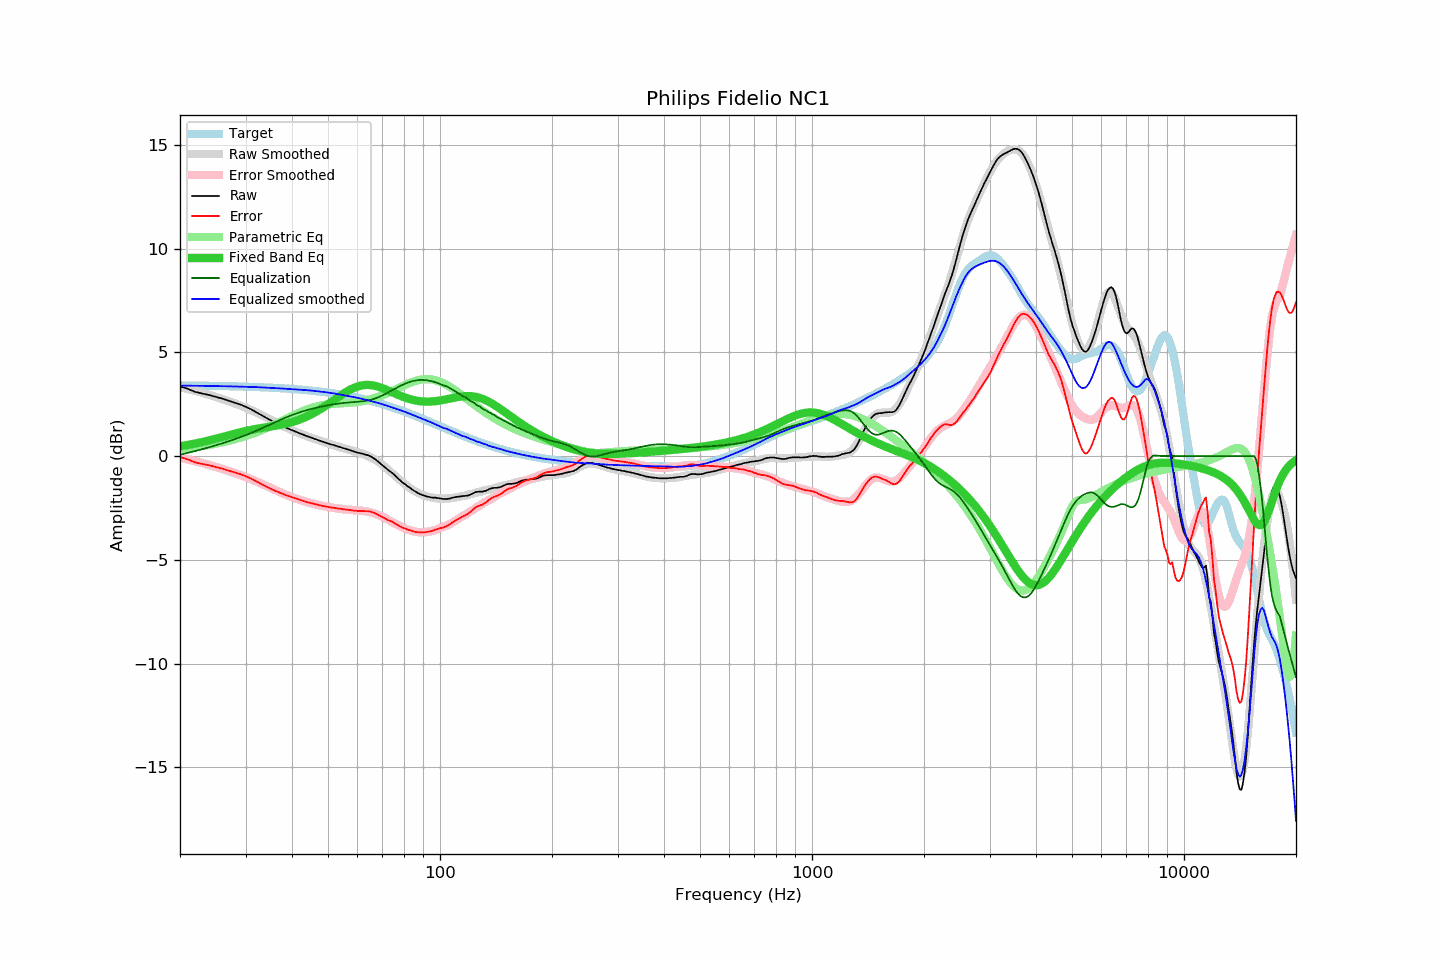 Philips Fidelio NC1
Target
Raw Smoothed
Error Smoothed
Raw
Error
Parametric Eq
Fixed Band Eq
Equalization
Equalized smoothed
Amplitude (dBr)
15
10
5
0
−5
−10
−15
100
1000
10000
Frequency (Hz)